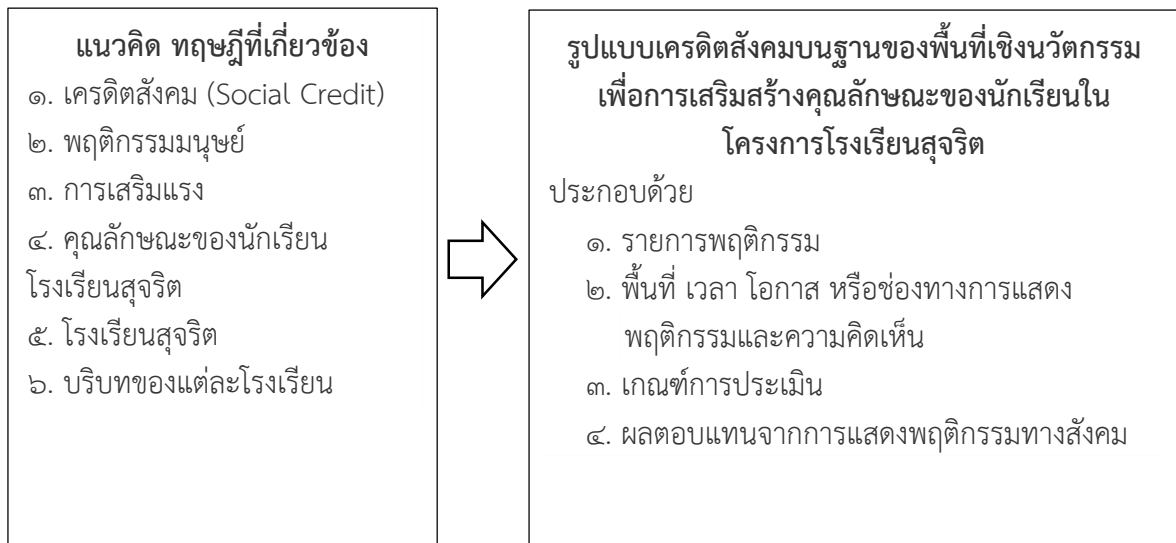 แนวคิด ทฤษฎีที่เกี่ยวข้อง
๑. เครดิตสังคม (Social Credit)
๒. พฤติกรรมมนุษย์
๓. การเสริมแรง
๔. คุณลักษณะของนักเรียน
โรงเรียนสุจริต
๕. โรงเรียนสุจริต
๖. บริบทของแต่ละโรงเรียน
รูปแบบเครดิตสังคมบนฐานของพื้นที่เชิงนวัตกรรม
เพื่อการเสริมสร้างคุณลักษณะของนักเรียนใน
โครงการโรงเรียนสุจริต
ประกอบด้วย
๑. รายการพฤติกรรม
๒. พื้นที่ เวลา โอกาส หรือช่องทางการแสดง
พฤติกรรมและความคิดเห็น
๓. เกณฑ์การประเมิน
๔. ผลตอบแทนจากการแสดงพฤติกรรมทางสังคม